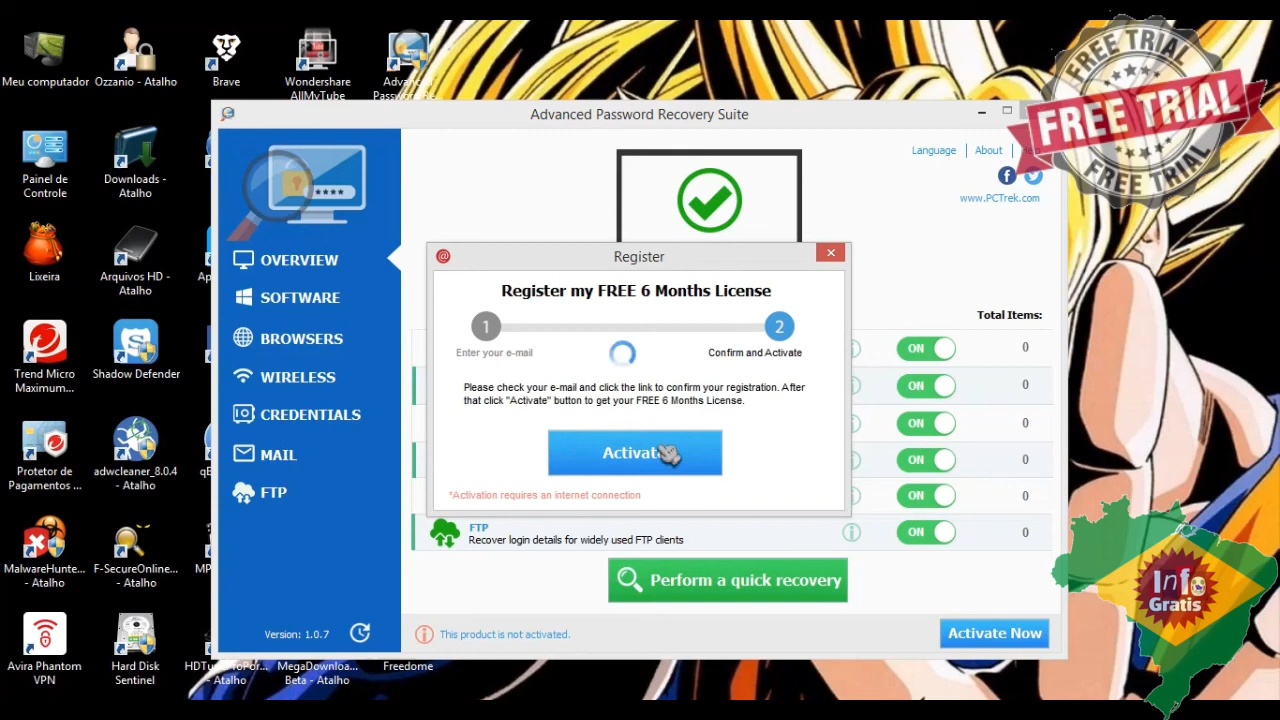 Meu computador
Ozzanio - Atalho
Brave
Wondershare
AllMyTube
FREE TRIAL
FREE TRIAL
FREE TRIAL
Painel de
Controle
Downloads -
Atalho
Lixeira
Arquivos HD -
Atalho
Trend Micro
Maximum...
Shadow Defender
Protetor de
Pagamentos ...
adwcleaner_8.0.4
- Atalho
MalwareHunte...
- Atalho
F-SecureOnline...
- Atalho
Avira Phantom
VPN
Hard Disk
Sentinel
MegaDownloa...
Beta - Atalho
Freedome
Advanced Password Recovery Suite
Language
About
Help
www.PCTrek.com
OVERVIEW
SOFTWARE
BROWSERS
WIRELESS
CREDENTIALS
MAIL
FTP
Version: 1.0.7
Register
Register my FREE 6 Months License
1
2
Enter your e-mail
Confirm and Activate
Please check your e-mail and click the link to confirm your registration. After
that click "Activate" button to get your FREE 6 Months License.
Activate
*Activation requires an internet connection
Total Items:
ON 0
ON 0
ON 0
ON 0
ON 0
FTP
Recover login details for widely used FTP clients
ON 0
Perform a quick recovery
This product is not activated.
Activate Now
Info
Gratis